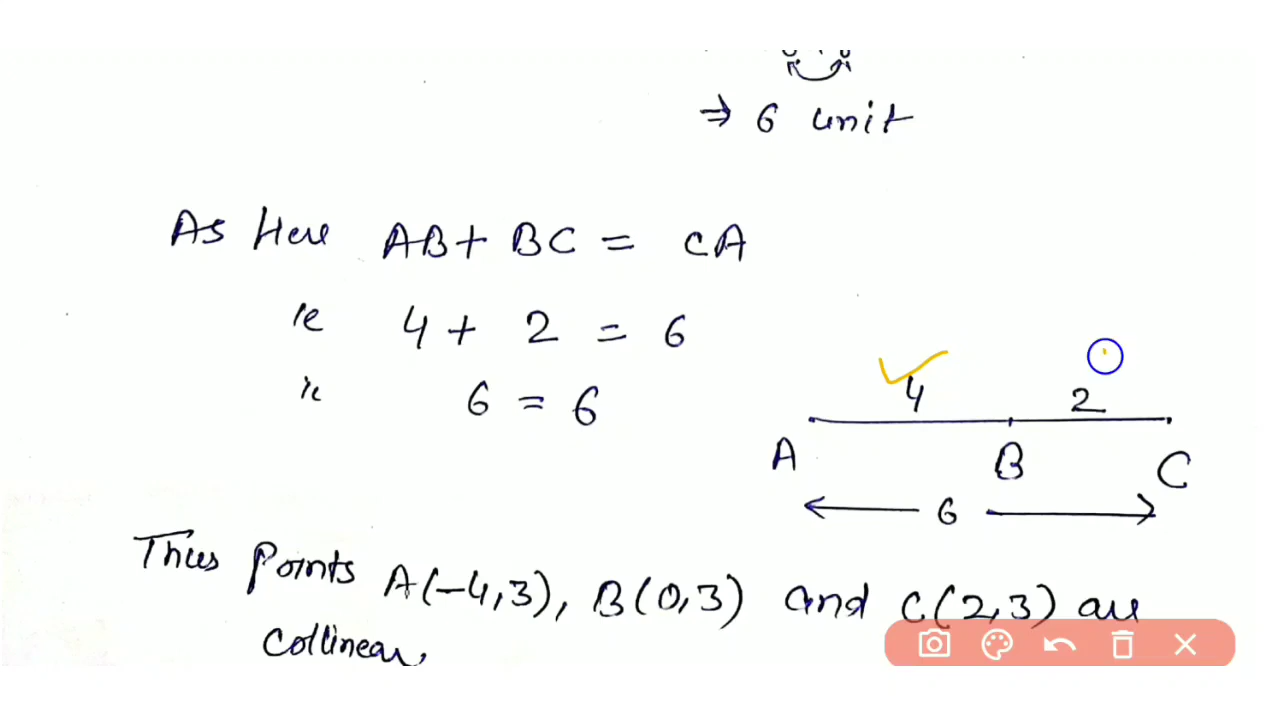 ⇒ 6 unit
As Here AB + BC = CA
ie 4 + 2 = 6
ie 6 = 6
4 2
A B C
6
Thus Points A(-4,3), B(0,3) and C(2,3) are
Collinear,